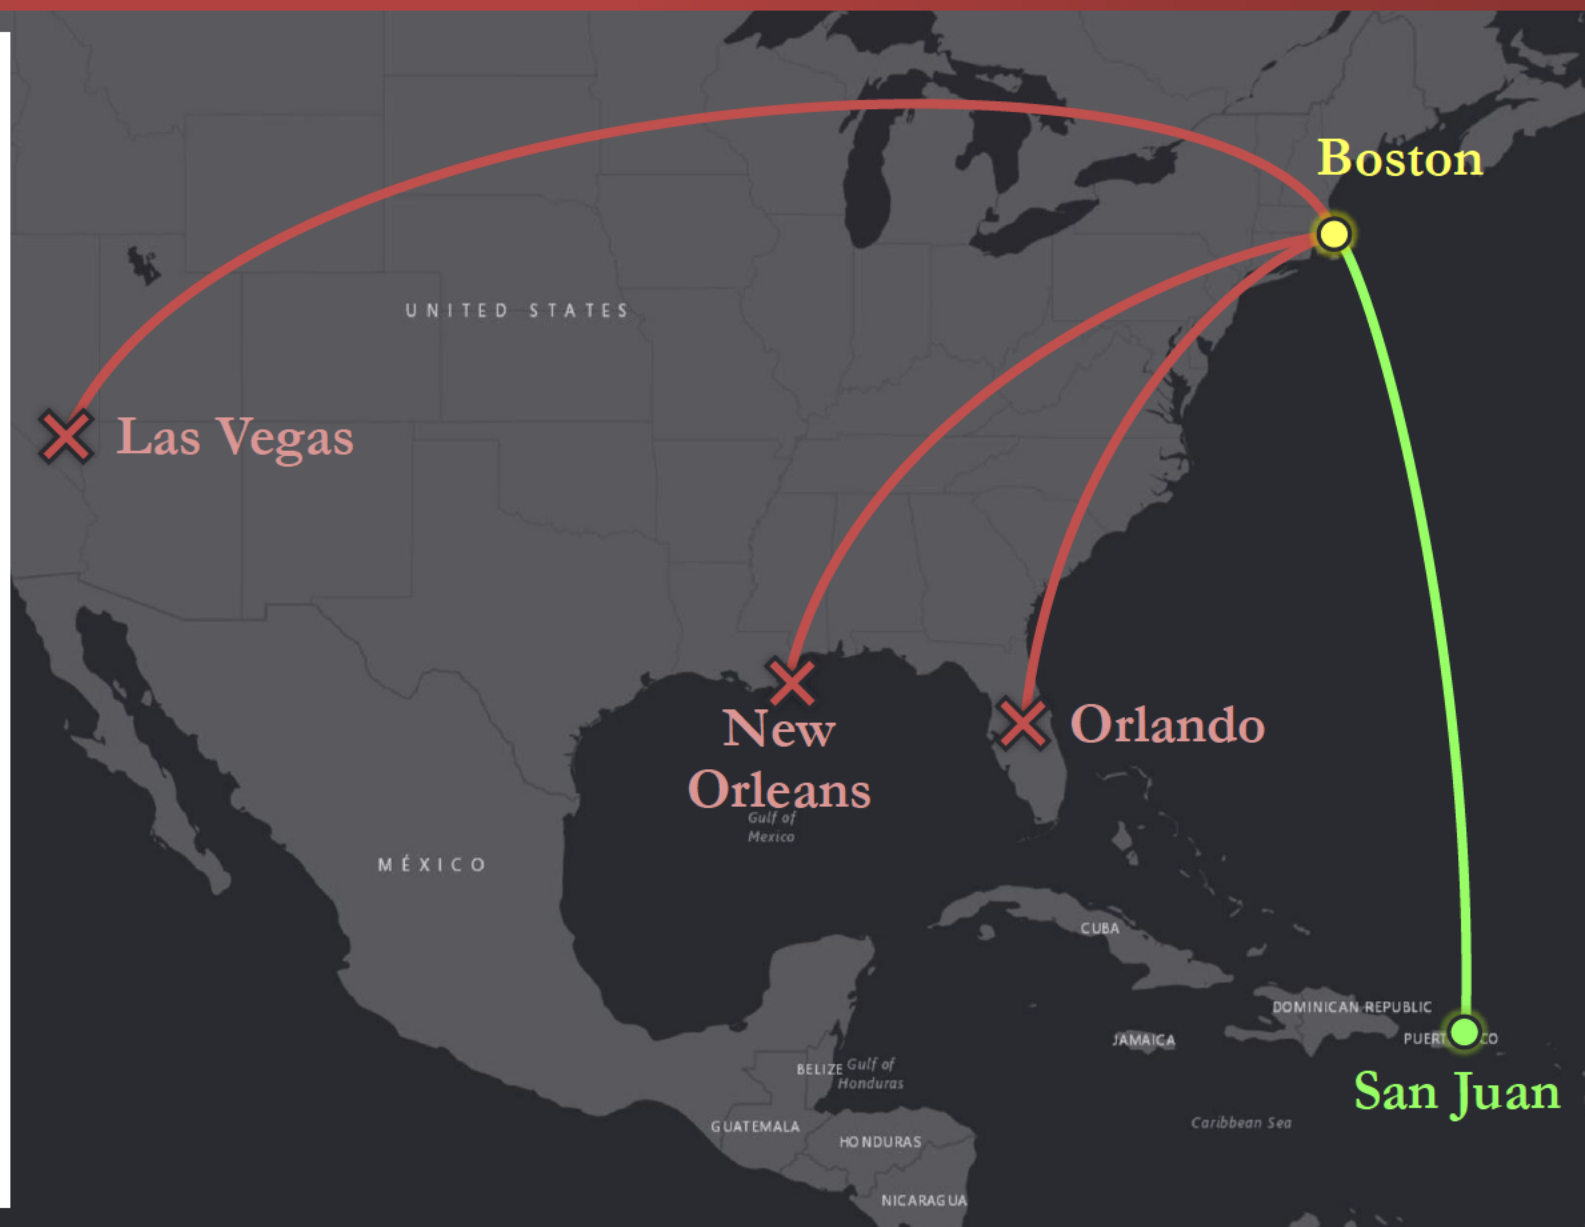 Boston
UNITED STATES
Las Vegas
New
Orleans
Orlando
Gulf of
Mexico
MÉXICO
CUBA
DOMINICAN REPUBLIC
JAMAICA
San Juan
BELIZE
Gulf of
Honduras
GUATEMALA
HONDURAS
Caribbean Sea
NICARAGUA